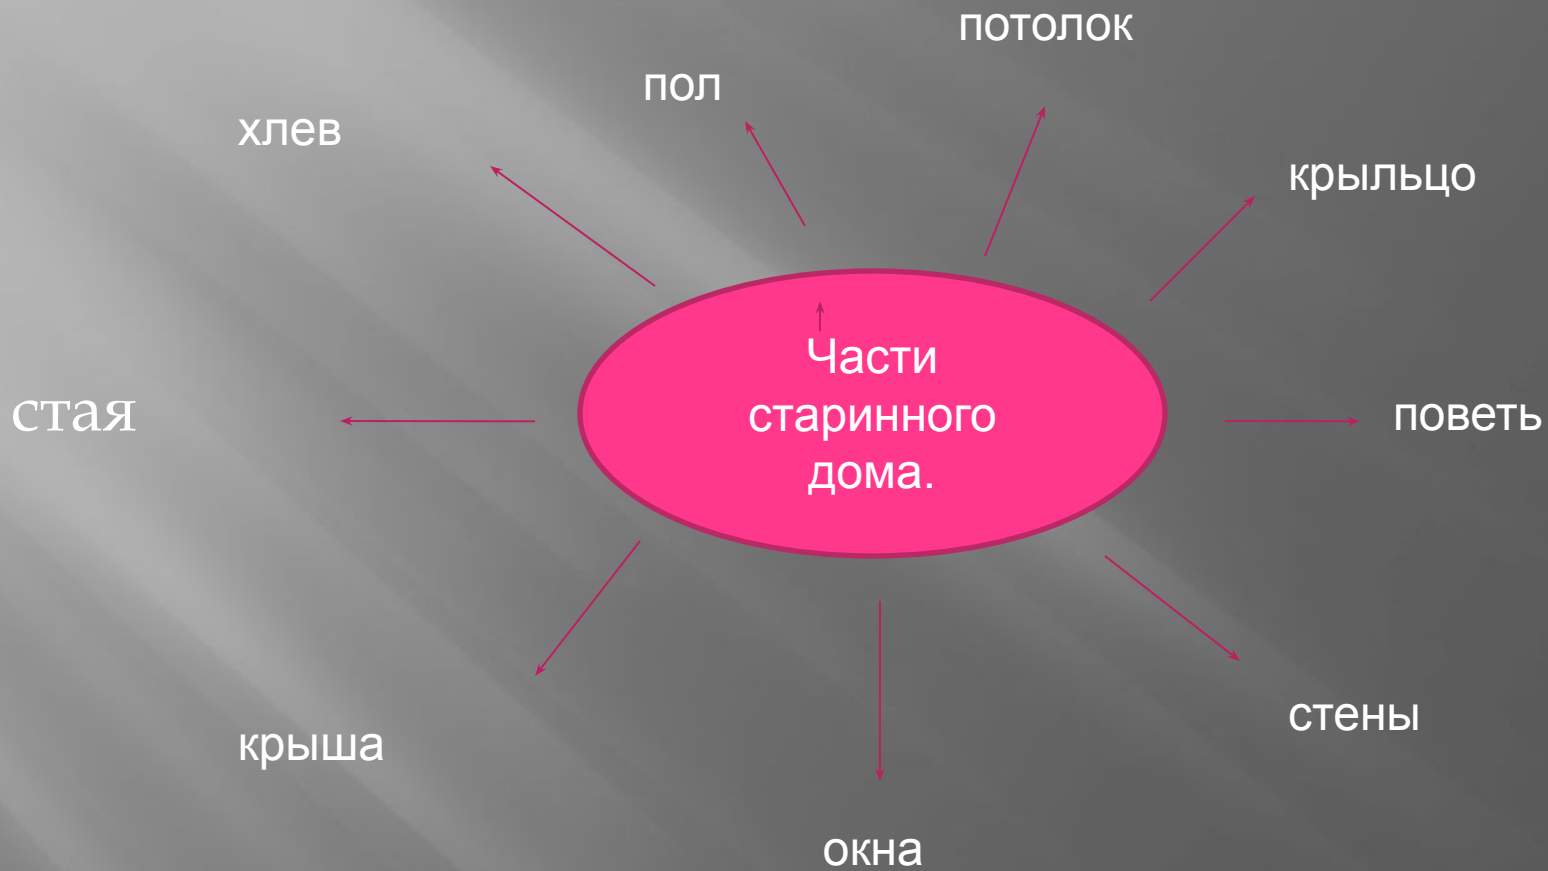 потолок
пол
хлев
крыльцо
Части
старинного
дома.
стая
поветь
стены
крыша
окна